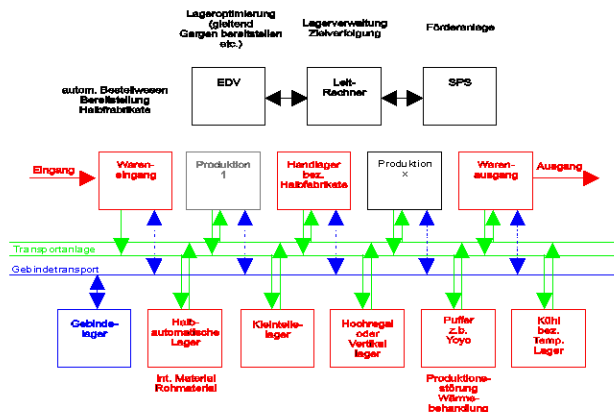 Lageroptimierung
(gleitend
Gargen bereitstellen
etc.)
Lagerverwaltung
Zielverfolgung
Förderanlage
autom. Bestellwesen
Bereitstellung
Halbfabrikate
EDV
Leit-
Rechner
SPS
Eingang
Waren-
eingang
Produktion
1
Handlager
bez.
Halbfabrikate
Produktion
x
Waren-
ausgang
Ausgang
Transportanlage
Gebindetransport
Gebinde-
lager
Halb-
automatische
Lager
Kleinteile-
lager
Hochregal
oder
Vertikal
lager
Puffer
z.b.
Yoyo
Kühl
bez.
Temp.
Lager
Int. Material
Rohmaterial
Produktione-
störung
Wärme-
behandlung